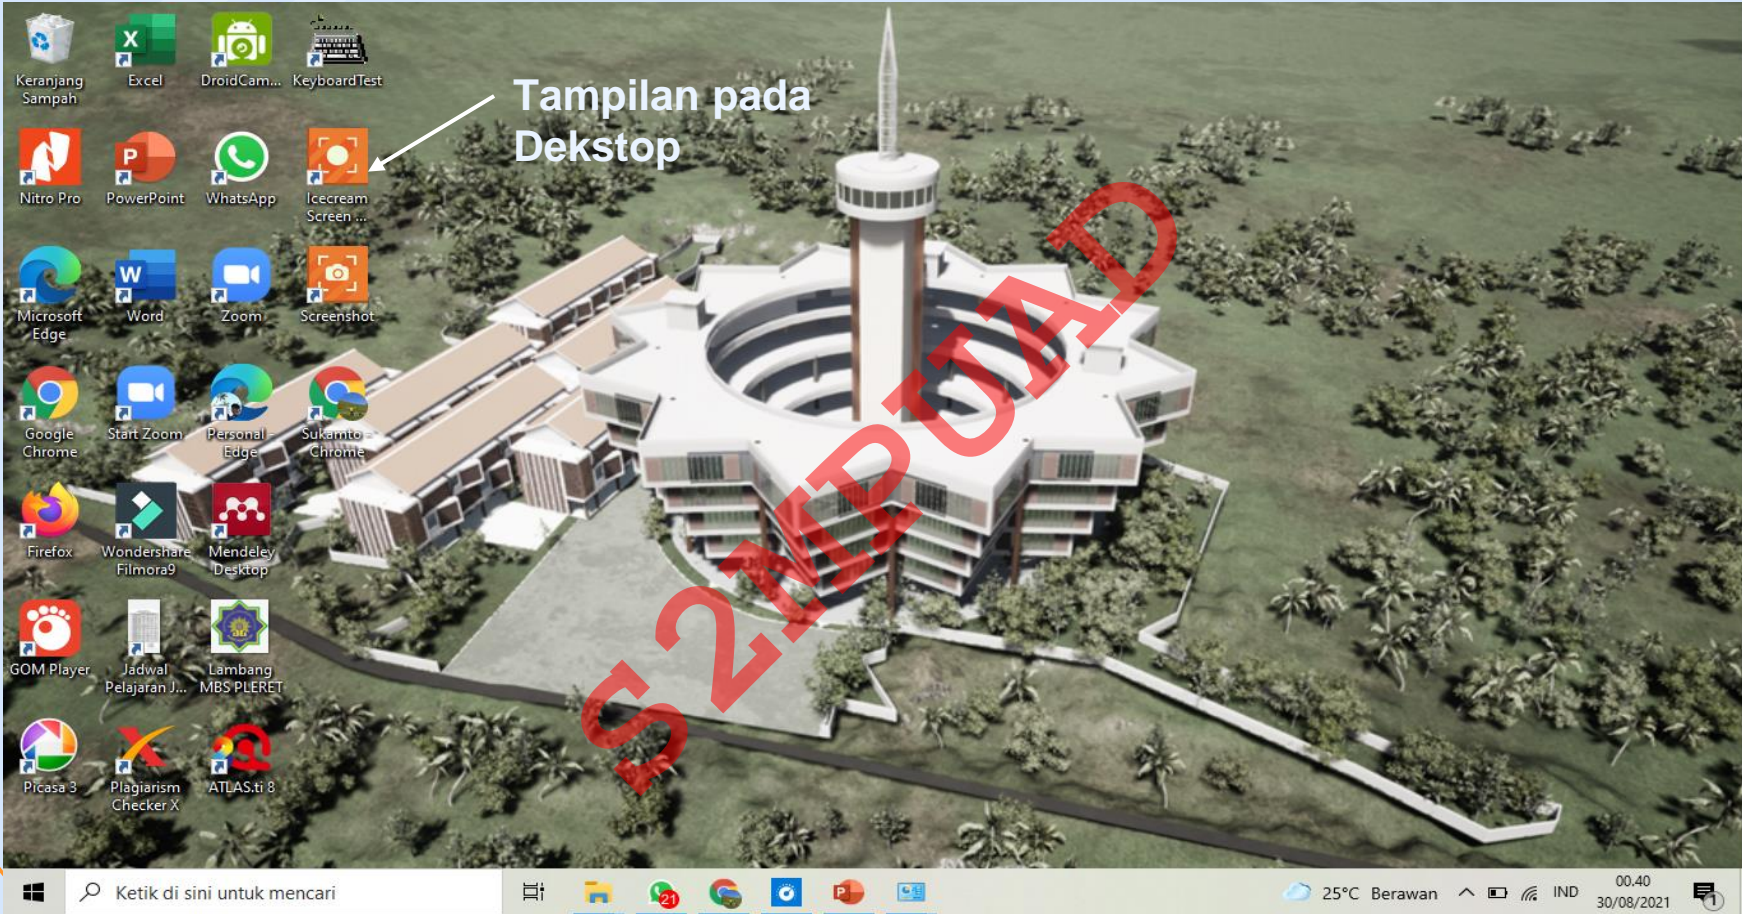 Keranjang
Sampah
Excel
DroidCam...
KeyboardTest
Tampilan pada
Dekstop
Nitro Pro
PowerPoint
WhatsApp
Icecream
Screen ...
Microsoft
Edge
Word
Zoom
Screenshot
Google
Chrome
Start Zoom
Personal -
Edge
Sukamto -
Chrome
Firefox
Wondershare
Filmora9
Mendeley
Desktop
GOM Player
Jadwal
Pelajaran J...
Lambang
MBS PLERET
Picasa 3
Plagiarism
Checker X
ATLAS.ti 8
S2MPUAD
Ketik di sini untuk mencari
21
25°C Berawan
IND
00.40
30/08/2021
1